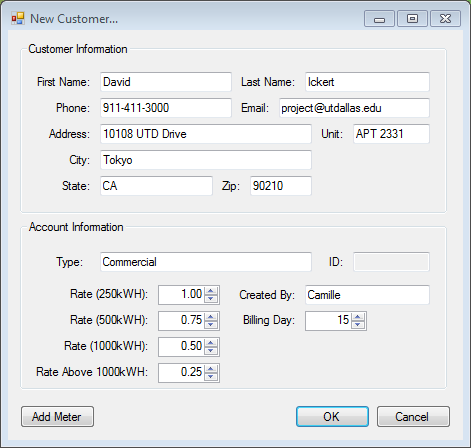 New Customer...
Customer Information
First Name: David Last Name: Ickert
Phone: 911-411-3000 Email: project@utdallas.edu
Address: 10108 UTD Drive Unit: APT 2331
City: Tokyo
State: CA Zip: 90210
Account Information
Type: Commercial ID:
Rate (250kWH): 1.00 Created By: Camille
Rate (500kWH): 0.75 Billing Day: 15
Rate (1000kWH): 0.50
Rate Above 1000kWH: 0.25
Add Meter OK Cancel